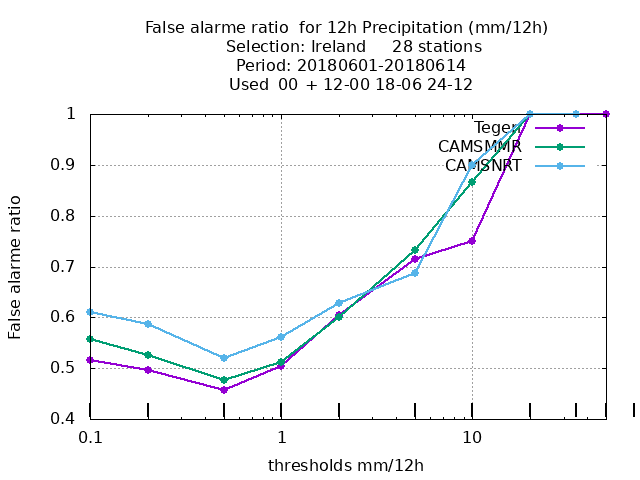 False alarme ratio  for 12h Precipitation (mm/12h)
Selection: Ireland     28 stations
Period: 20180601-20180614
Used  00 + 12-00 18-06 24-12
1
0.9
0.8
0.7
0.6
0.5
0.4
False alarme ratio
Tegen
CAMSMMR
CAMSNRT
0.1
1
10
thresholds mm/12h